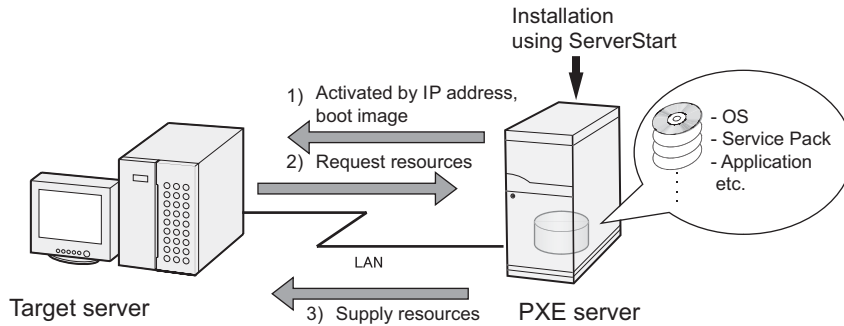 Installation
using ServerStart
1) Activated by IP address,
boot image
2) Request resources
- OS
- Service Pack
- Application
etc.
LAN
Target server
3) Supply resources
PXE server